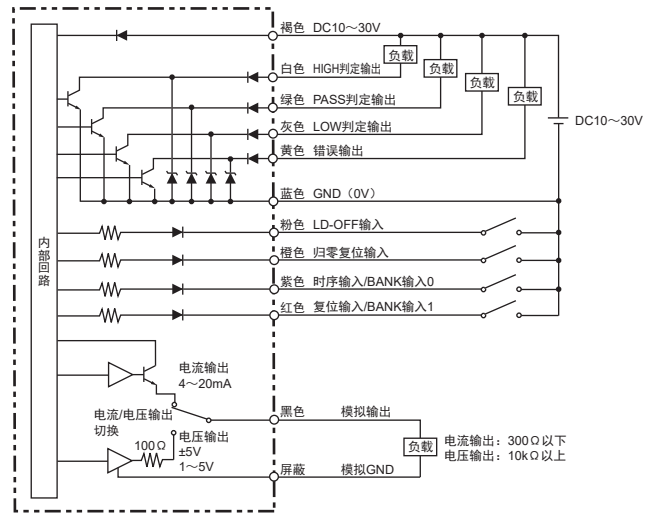 褐色 DC10～30V
负载
负载
负载
负载
白色 HIGH判定输出
绿色 PASS判定输出
灰色 LOW判定输出
黄色 错误输出
DC10～30V
蓝色 GND（0V）
粉色 LD-OFF输入
橙色 归零复位输入
紫色 时序输入/BANK输入0
红色 复位输入/BANK输入1
内部回路
电流输出
4～20mA
电流/电压输出
切换
黑色 模拟输出
100Ω
电压输出
±5V
1～5V
负载
电流输出：300Ω以下
电压输出：10kΩ以上
屏蔽 模拟GND